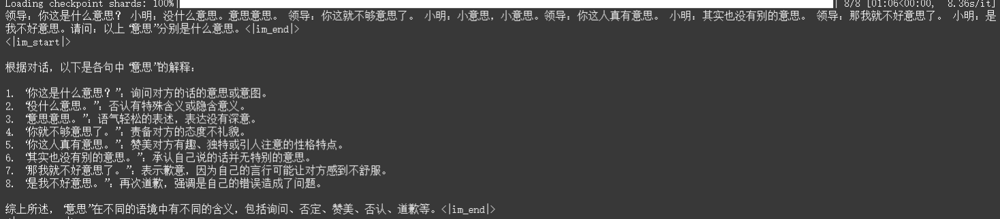 Loading checkpoint shards: 100%| | 8/8 [01:06<00:00, 8.36s/it]
领导：你这是什么意思？ 小明：没什么意思。意思意思。 领导：你这就不够意思了。 小明：小意思，小意思。领导：你这人真有意思。 小明：其实也没有别的意思。 领导：那我就不好意思了。 小明：是
我不好意思。请问：以上“意思”分别是什么意思。<|im_end|>
<|im_start|>
根据对话，以下是各句中“意思”的解释：
1. “你这是什么意思？”：询问对方的话的意思或意图。
2. “没什么意思。”：否认有特殊含义或隐含意义。
3. “意思意思。”：语气轻松的表述，表达没有深意。
4. “你就不够意思了。”：责备对方的态度不礼貌。
5. “你这人真有意思。”：赞美对方有趣、独特或引人注意的性格特点。
6. “其实也没有别的意思。”：承认自己说的话并无特别的意思。
7. “那我就不好意思了。”：表示歉意，因为自己的言行可能让对方感到不舒服。
8. “是我不好意思。”：再次道歉，强调是自己的错误造成了问题。
综上所述，“意思”在不同的语境中有不同的含义，包括询问、否定、赞美、否认、道歉等。<|im_end|>